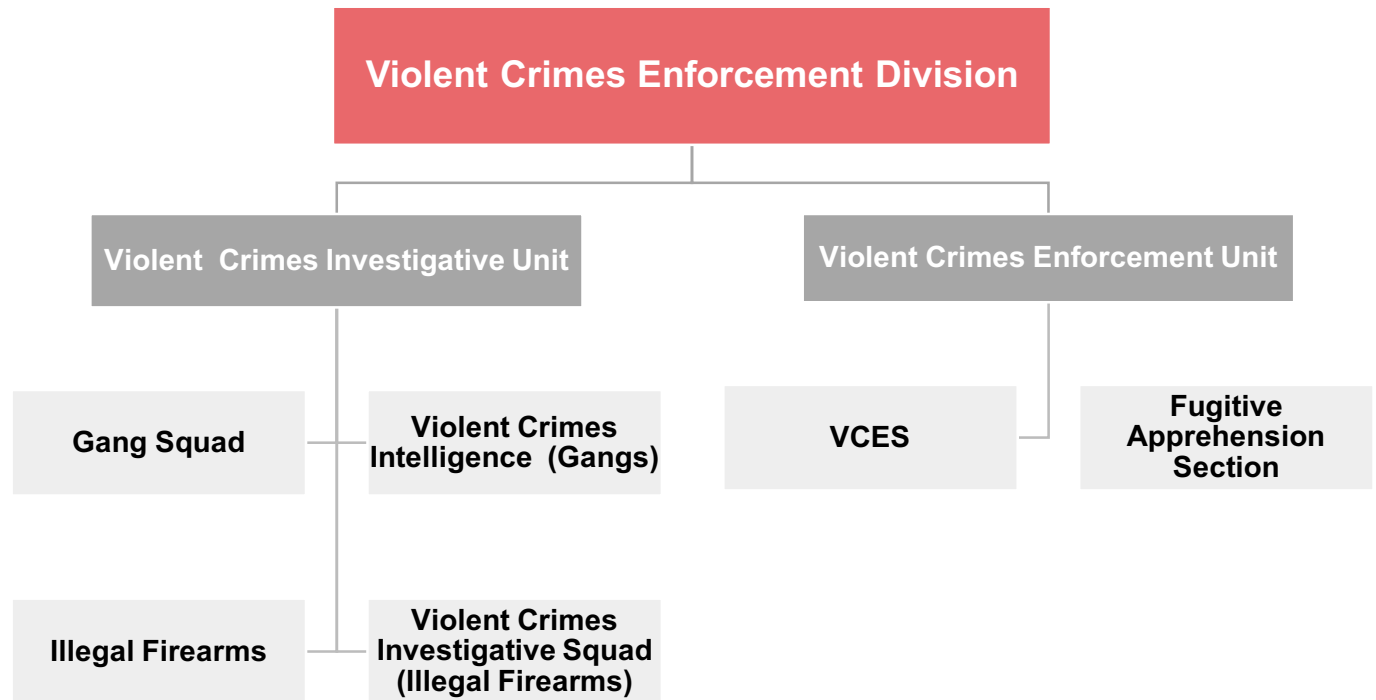 Violent Crimes Enforcement Division
Violent Crimes Investigative Unit
Violent Crimes Enforcement Unit
Gang Squad
Violent Crimes
Intelligence (Gangs)
VCES
Fugitive
Apprehension
Section
Illegal Firearms
Violent Crimes
Investigative Squad
(Illegal Firearms)